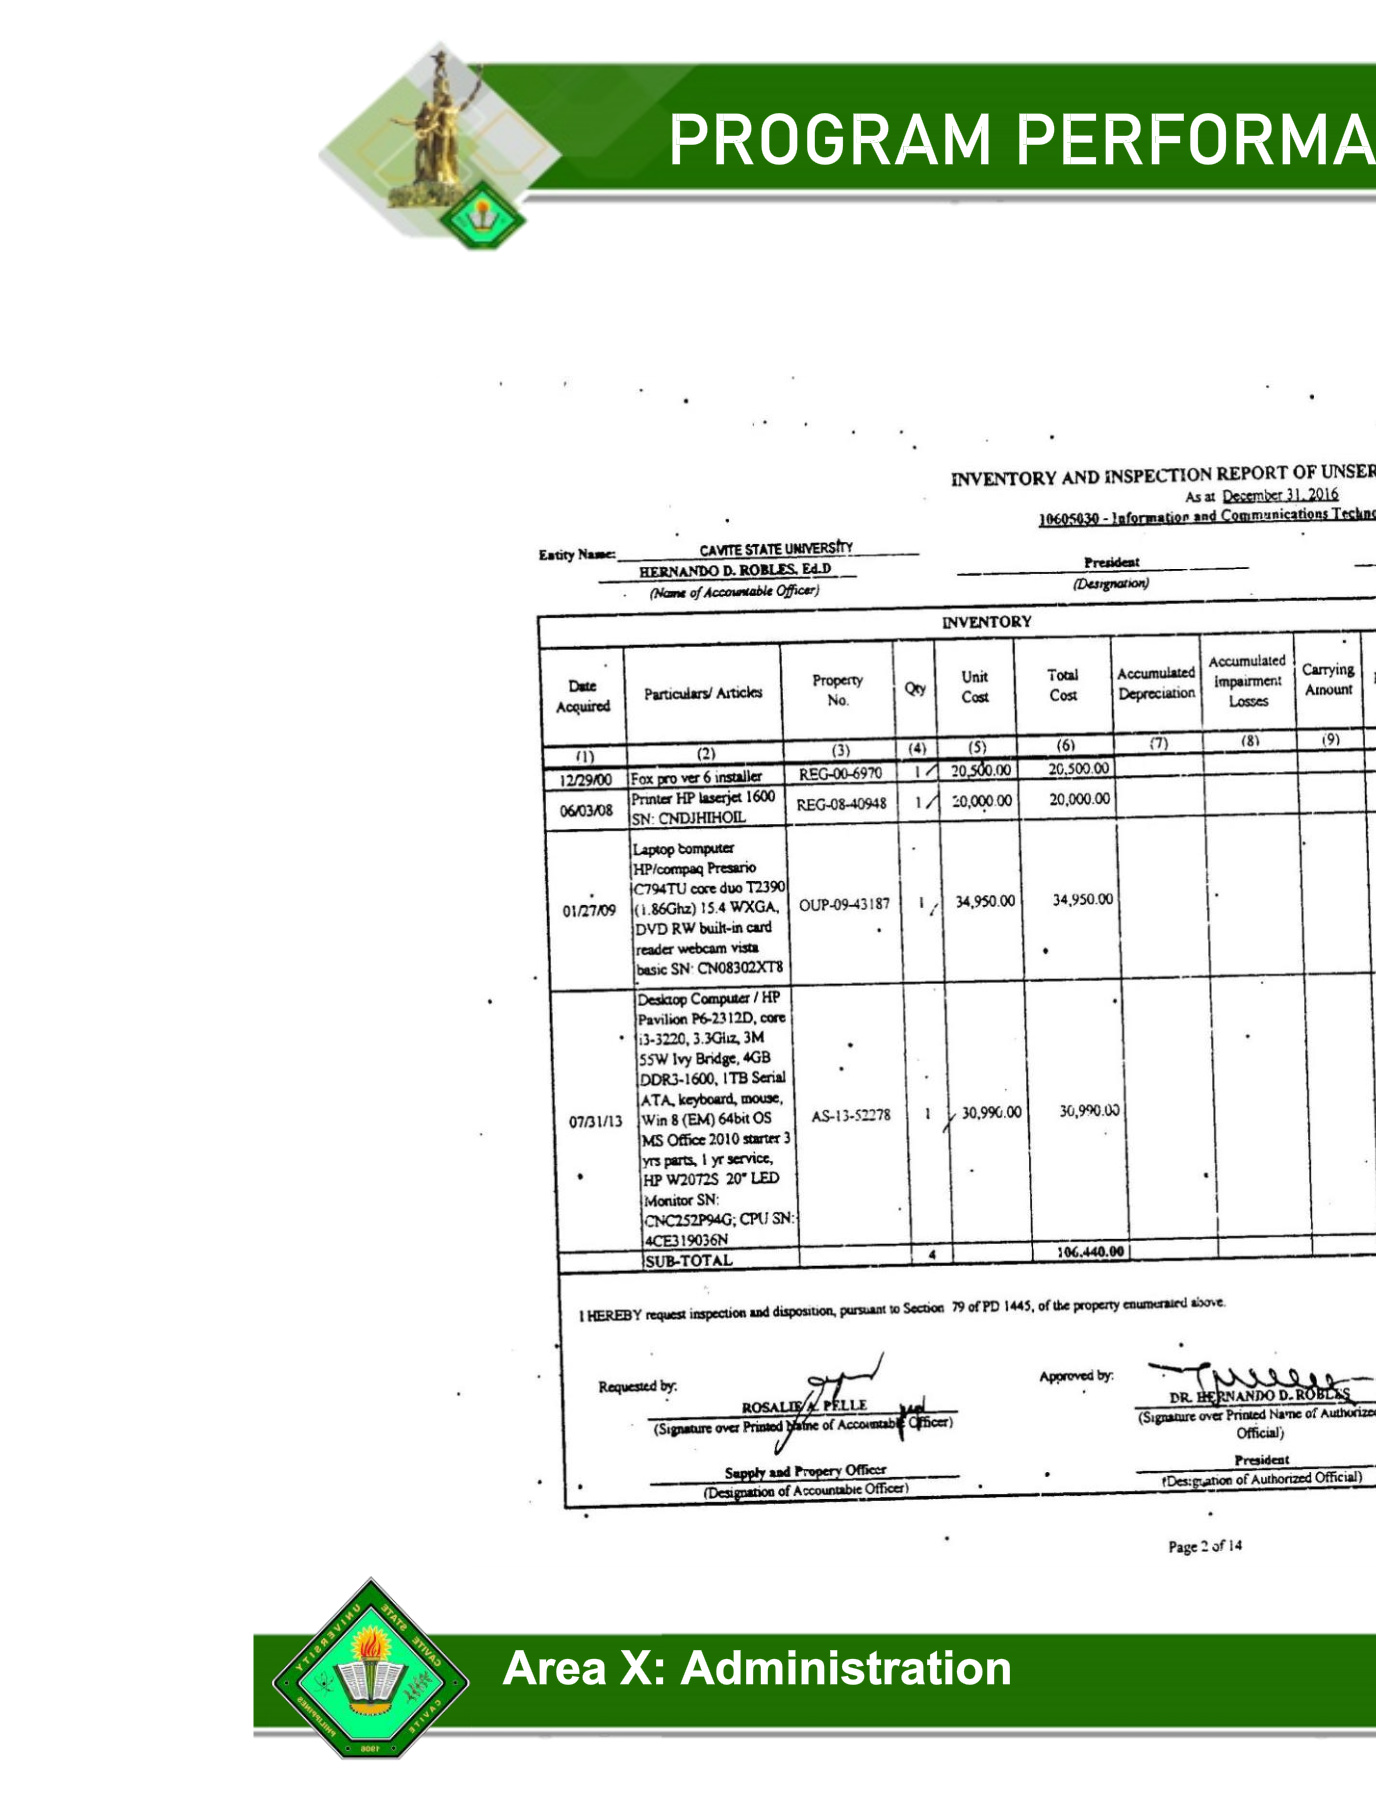 PROGRAM PERFORMA
INVENTORY AND INSPECTION REPORT OF UNSER
As at December 31, 2016
10605030 - Information and Communications Techno
Entity Name: CAVITE STATE UNIVERSITY
HERNANDO D. ROBLES, Ed.D
(Name of Accountable Officer)
President
(Designation)
INVENTORY
Date Acquired Particulars/ Articles Property No. Qty Unit Cost Total Cost Accumulated Depreciation Accumulated Impairment Losses Carrying Amount
(1) (2) (3) (4) (5) (6) (7) (8) (9)
12/29/00 Fox pro ver 6 installer REG-00-6970 1 20,500.00 20,500.00
06/03/08 Printer HP laserjet 1600 REG-08-40948 1 20,000.00 20,000.00
SN: CNDJHIHOIL
Laptop computer
HP/compaq Presario
C794TU core duo T2390
01/27/09 (1.86Ghz) 15.4 WXGA, OUP-09-43187 1 34,950.00 34,950.00
DVD RW built-in card
reader webcam vista
basic SN: CN08302XT8
Desktop Computer / HP
Pavilion P6-2312D, core
i3-3220, 3.3Ghz, 3M
55W Ivy Bridge, 4GB
DDR3-1600, 1TB Serial
ATA, keyboard, mouse,
07/31/13 Win 8 (EM) 64bit OS AS-13-52278 1 30,990.00 30,990.00
MS Office 2010 starter 3
yrs parts, 1 yr service,
HP W2072S 20" LED
Monitor SN:
CNC252P94G; CPU SN:
4CE319036N
SUB-TOTAL 4 106,440.00
I HEREBY request inspection and disposition, pursuant to Section 79 of PD 1445, of the property enumerated above.
Requested by: Approved by:
ROSALIE A. PELLE DR. HERNANDO D. ROBLES
(Signature over Printed Name of Accountable Officer) (Signature over Printed Name of Authorized
Official)
Supply and Propery Officer President
(Designation of Accountable Officer) (Designation of Authorized Official)
Page 2 of 14
CAVITE STATE UNIVERSITY
CAVITE PHILIPPINES
1906
Area X: Administration